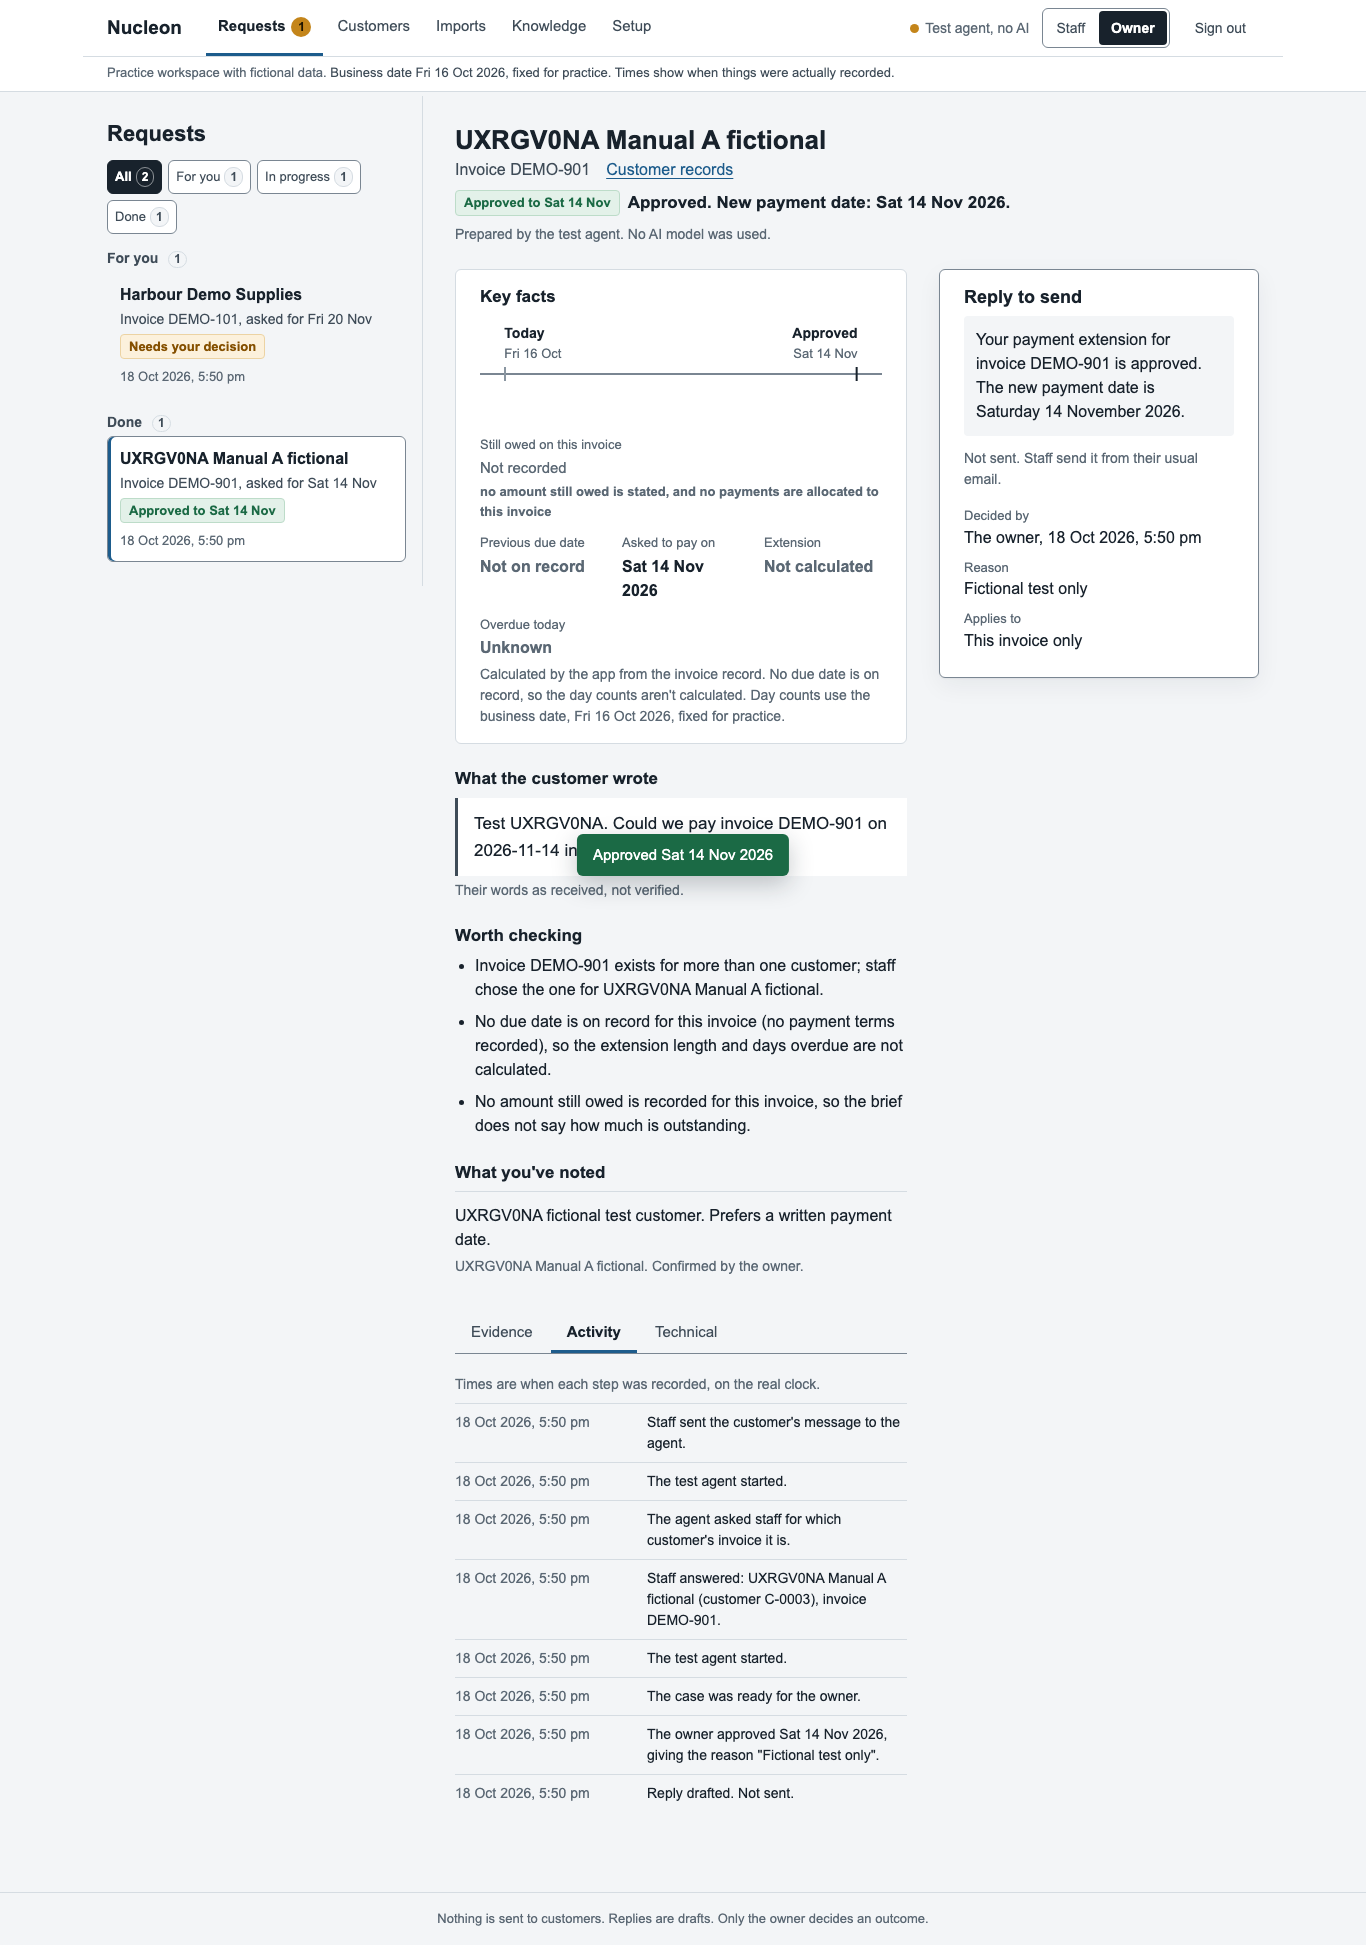 Nucleon
Requests 1
Customers
Imports
Knowledge
Setup
Test agent, no AI
Staff
Owner
Sign out
Practice workspace with fictional data. Business date Fri 16 Oct 2026, fixed for practice. Times show when things were actually recorded.
Requests
All 2
For you 1
In progress 1
Done 1
For you 1
Harbour Demo Supplies
Invoice DEMO-101, asked for Fri 20 Nov
Needs your decision
18 Oct 2026, 5:50 pm
Done 1
UXRGV0NA Manual A fictional
Invoice DEMO-901, asked for Sat 14 Nov
Approved to Sat 14 Nov
18 Oct 2026, 5:50 pm
UXRGV0NA Manual A fictional
Invoice DEMO-901 Customer records
Approved to Sat 14 Nov Approved. New payment date: Sat 14 Nov 2026.
Prepared by the test agent. No AI model was used.
Key facts
Today
Fri 16 Oct
Approved
Sat 14 Nov
Still owed on this invoice
Not recorded
no amount still owed is stated, and no payments are allocated to
this invoice
Previous due date
Not on record
Asked to pay on
Sat 14 Nov
2026
Extension
Not calculated
Overdue today
Unknown
Calculated by the app from the invoice record. No due date is on
record, so the day counts aren't calculated. Day counts use the
business date, Fri 16 Oct 2026, fixed for practice.
Reply to send
Your payment extension for
invoice DEMO-901 is approved.
The new payment date is
Saturday 14 November 2026.
Not sent. Staff send it from their usual
email.
Decided by
The owner, 18 Oct 2026, 5:50 pm
Reason
Fictional test only
Applies to
This invoice only
What the customer wrote
Test UXRGV0NA. Could we pay invoice DEMO-901 on
2026-11-14 in
Approved Sat 14 Nov 2026
Their words as received, not verified.
Worth checking
• Invoice DEMO-901 exists for more than one customer; staff
chose the one for UXRGV0NA Manual A fictional.
• No due date is on record for this invoice (no payment terms
recorded), so the extension length and days overdue are not
calculated.
• No amount still owed is recorded for this invoice, so the brief
does not say how much is outstanding.
What you've noted
UXRGV0NA fictional test customer. Prefers a written payment
date.
UXRGV0NA Manual A fictional. Confirmed by the owner.
Evidence
Activity
Technical
Times are when each step was recorded, on the real clock.
18 Oct 2026, 5:50 pm
Staff sent the customer's message to the
agent.
18 Oct 2026, 5:50 pm
The test agent started.
18 Oct 2026, 5:50 pm
The agent asked staff for which
customer's invoice it is.
18 Oct 2026, 5:50 pm
Staff answered: UXRGV0NA Manual A
fictional (customer C-0003), invoice
DEMO-901.
18 Oct 2026, 5:50 pm
The test agent started.
18 Oct 2026, 5:50 pm
The case was ready for the owner.
18 Oct 2026, 5:50 pm
The owner approved Sat 14 Nov 2026,
giving the reason "Fictional test only".
18 Oct 2026, 5:50 pm
Reply drafted. Not sent.
Nothing is sent to customers. Replies are drafts. Only the owner decides an outcome.